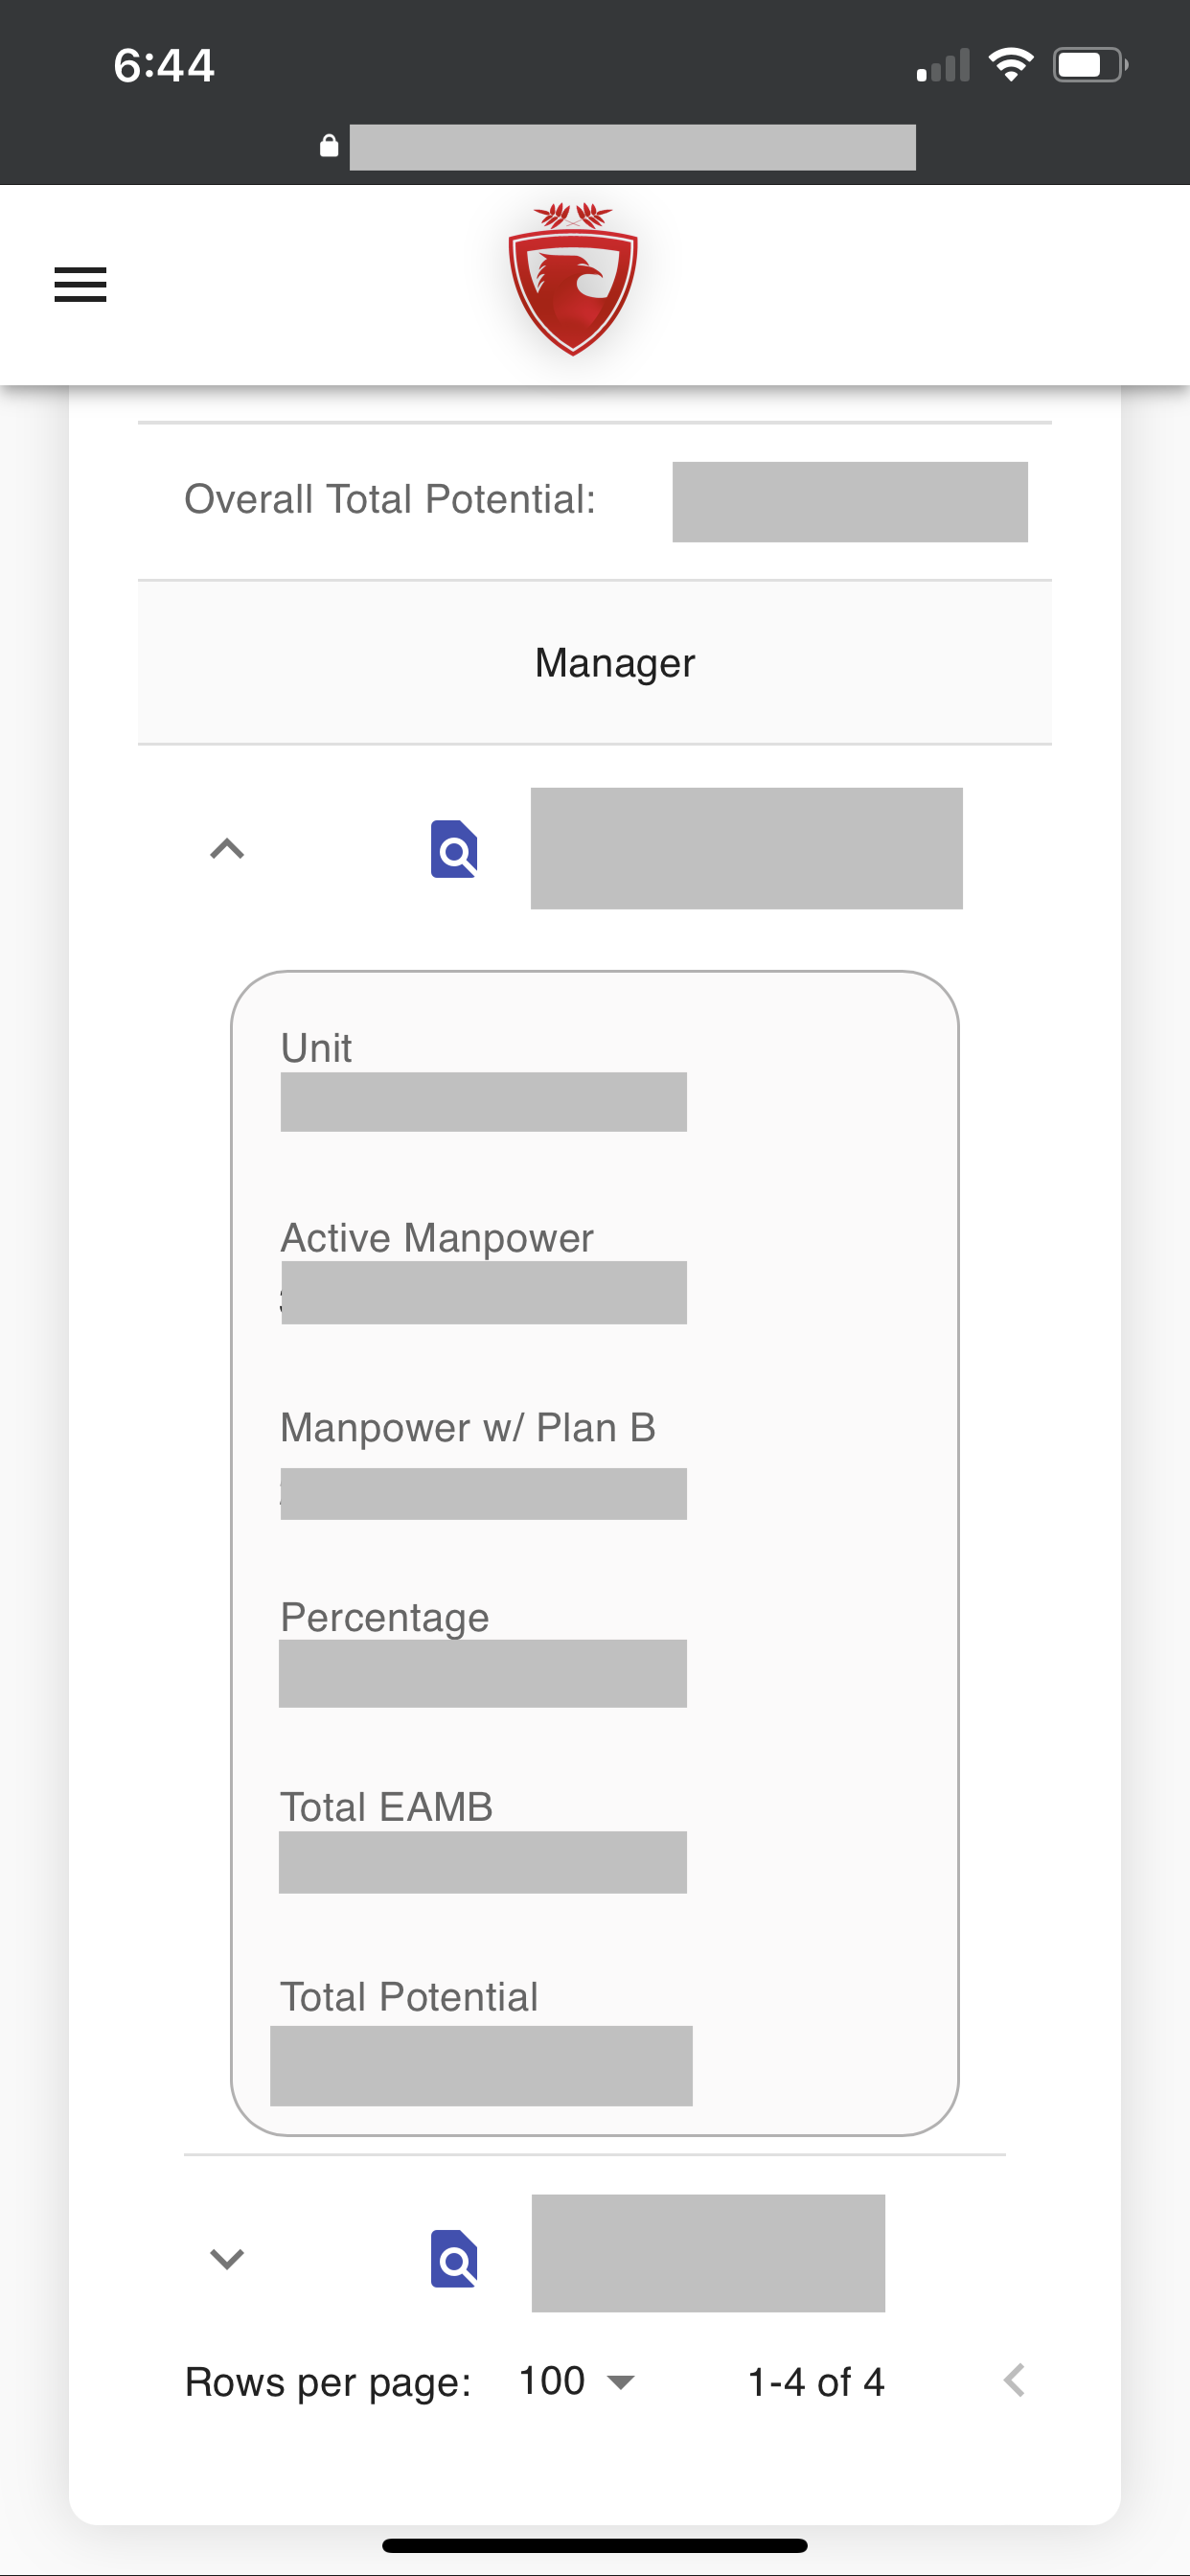 6:44
Overall Total Potential:
Manager
Unit
Active Manpower
Manpower w/ Plan B
Percentage
Total EAMB
Total Potential
Rows per page: 100 1-4 of 4